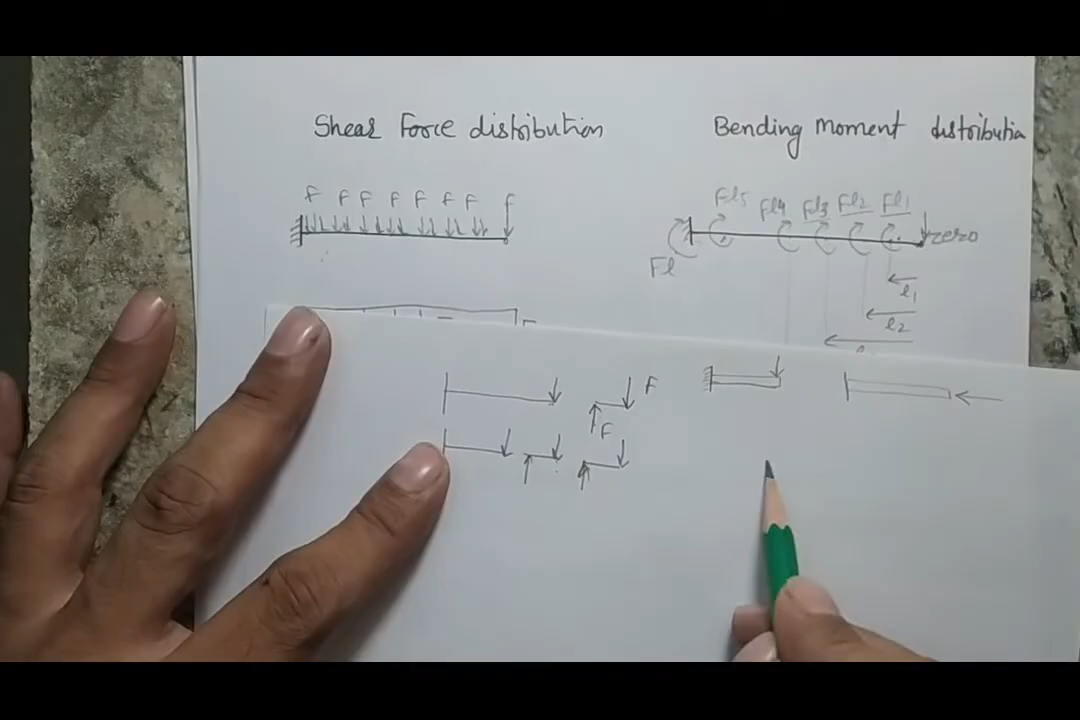 Shear Force distribution
Bending moment distributio
F F F F F F F F
Fl5 Fl4 Fl3 Fl2 Fl1
zero
Fl
l1
l2
F
F